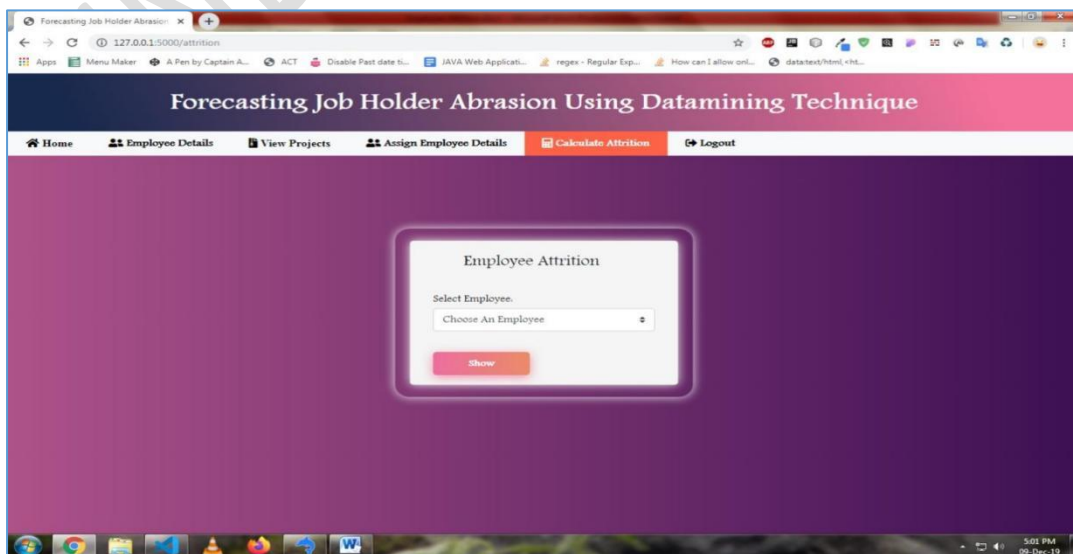 Forecasting Job Holder Abrasion
127.0.0.1:5000/attrition
Apps Menu Maker A Pen by Captain A... ACT Disable Past date ti... JAVA Web Applicati... regex - Regular Exp... How can I allow onl... data:text/html,<ht...
Forecasting Job Holder Abrasion Using Datamining Technique
Home Employee Details View Projects Assign Employee Details Calculate Attrition Logout
Employee Attrition
Select Employee.
Choose An Employee
Show
5:01 PM
09-Dec-19